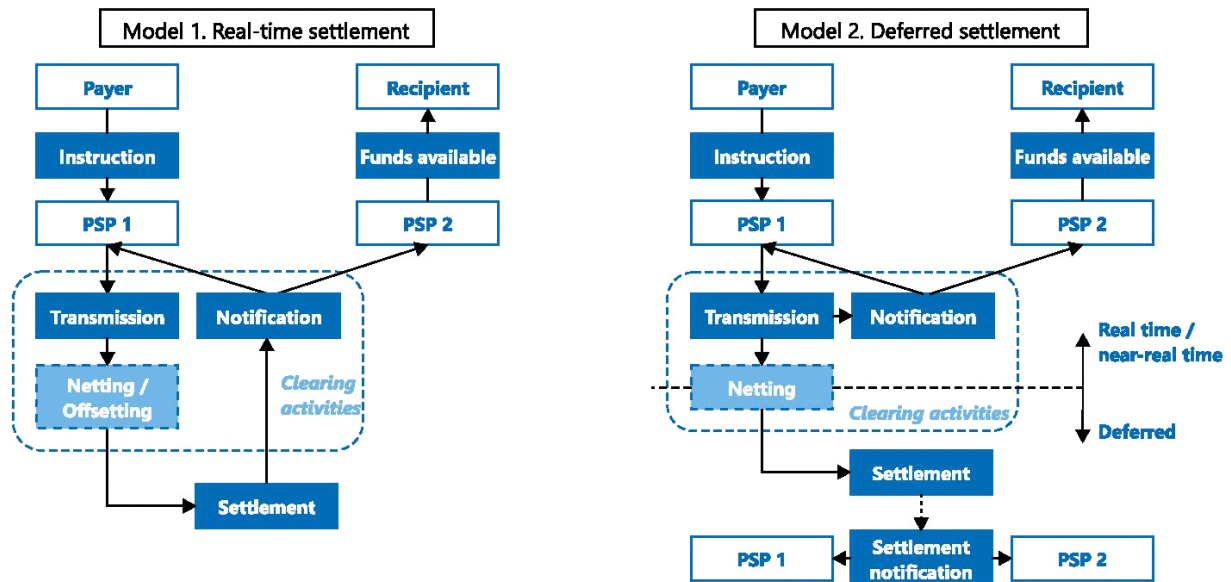 Model 1. Real-time settlement
Payer
Recipient
Instruction
Funds available
PSP 1
PSP 2
Transmission
Notification
Netting /
Offsetting
Clearing
activities
Settlement
Model 2. Deferred settlement
Payer
Recipient
Instruction
Funds available
PSP 1
PSP 2
Transmission
Notification
Real time /
near-real time
Netting
Clearing activities
Deferred
Settlement
PSP 1
Settlement
notification
PSP 2